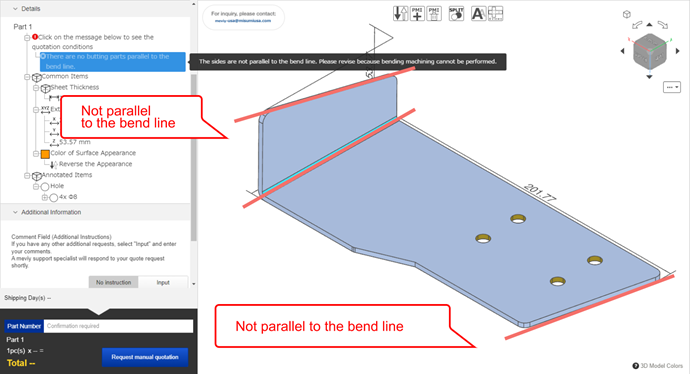 Details
Part 1
Click on the message below to see the
quotation conditions
There are no butting parts parallel to the
bend line.
The sides are not parallel to the bend line. Please revise because bending machining cannot be performed.
Common Items
Sheet Thickness
Not parallel
to the bend line
53.57 mm
Color of Surface Appearance
Reverse the Appearance
Annotated Items
Hole
4x Φ8
Additional Information
Comment Field (Additional Instructions)
If you have any other additional requests, select "Input" and enter
your comments.
A meviy support specialist will respond to your quote request
shortly.
No instruction
Input
Shipping Day(s) --
Part Number
Confirmation required
Part 1
1pc(s) x -- =
Total --
Request manual quotation
For inquiry, please contact:
meviy-usa@misumiusa.com
PMI
PMI
SPLIT
201.77
Not parallel to the bend line
3D Model Colors